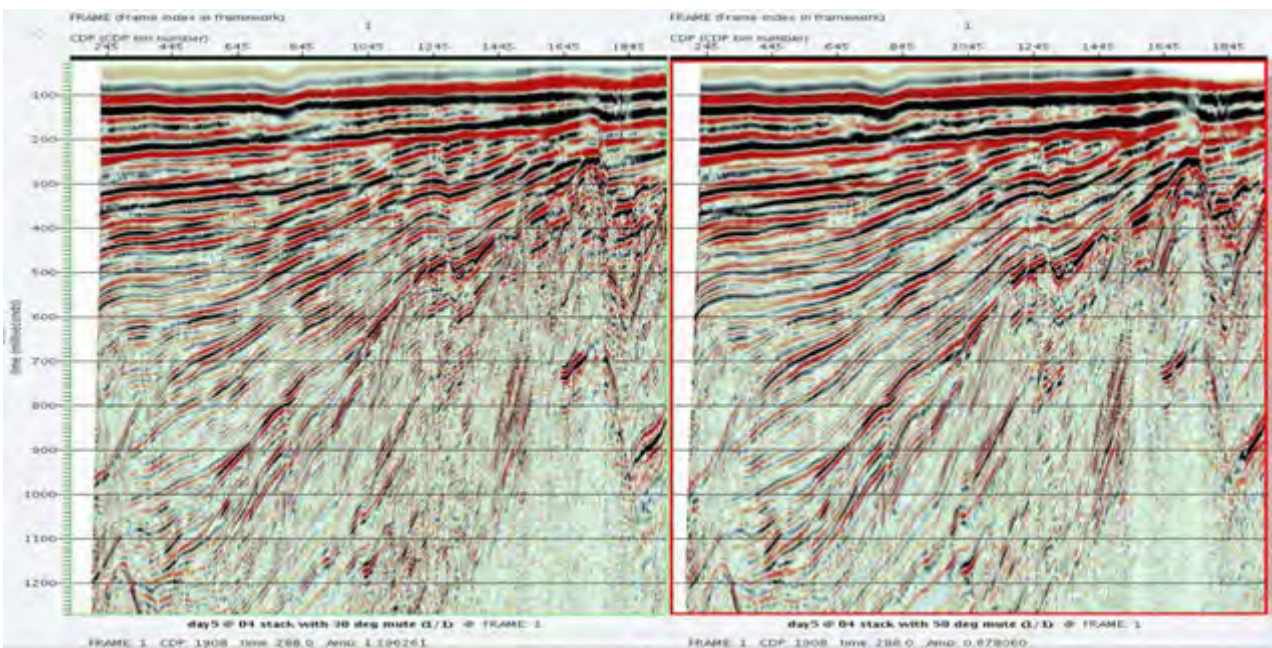 FRAME (Frame index in framework)
1
CDP (CDP bin number)
245 445 645 845 1045 1245 1445 1645 1845
FRAME (Frame index in framework)
1
CDP (CDP bin number)
245 445 645 845 1045 1245 1445 1645 1845
time (milliseconds)
100
200
300
400
500
600
700
800
900
1000
1100
1200
day5 @ 04 stack with 30 deg mute (1/1) @ FRAME: 1
FRAME: 1 CDP: 1908 time: 288.0 Amp: 1.196261
day5 @ 04 stack with 50 deg mute (1/1) @ FRAME: 1
FRAME: 1 CDP: 1908 time: 288.0 Amp: 0.678060